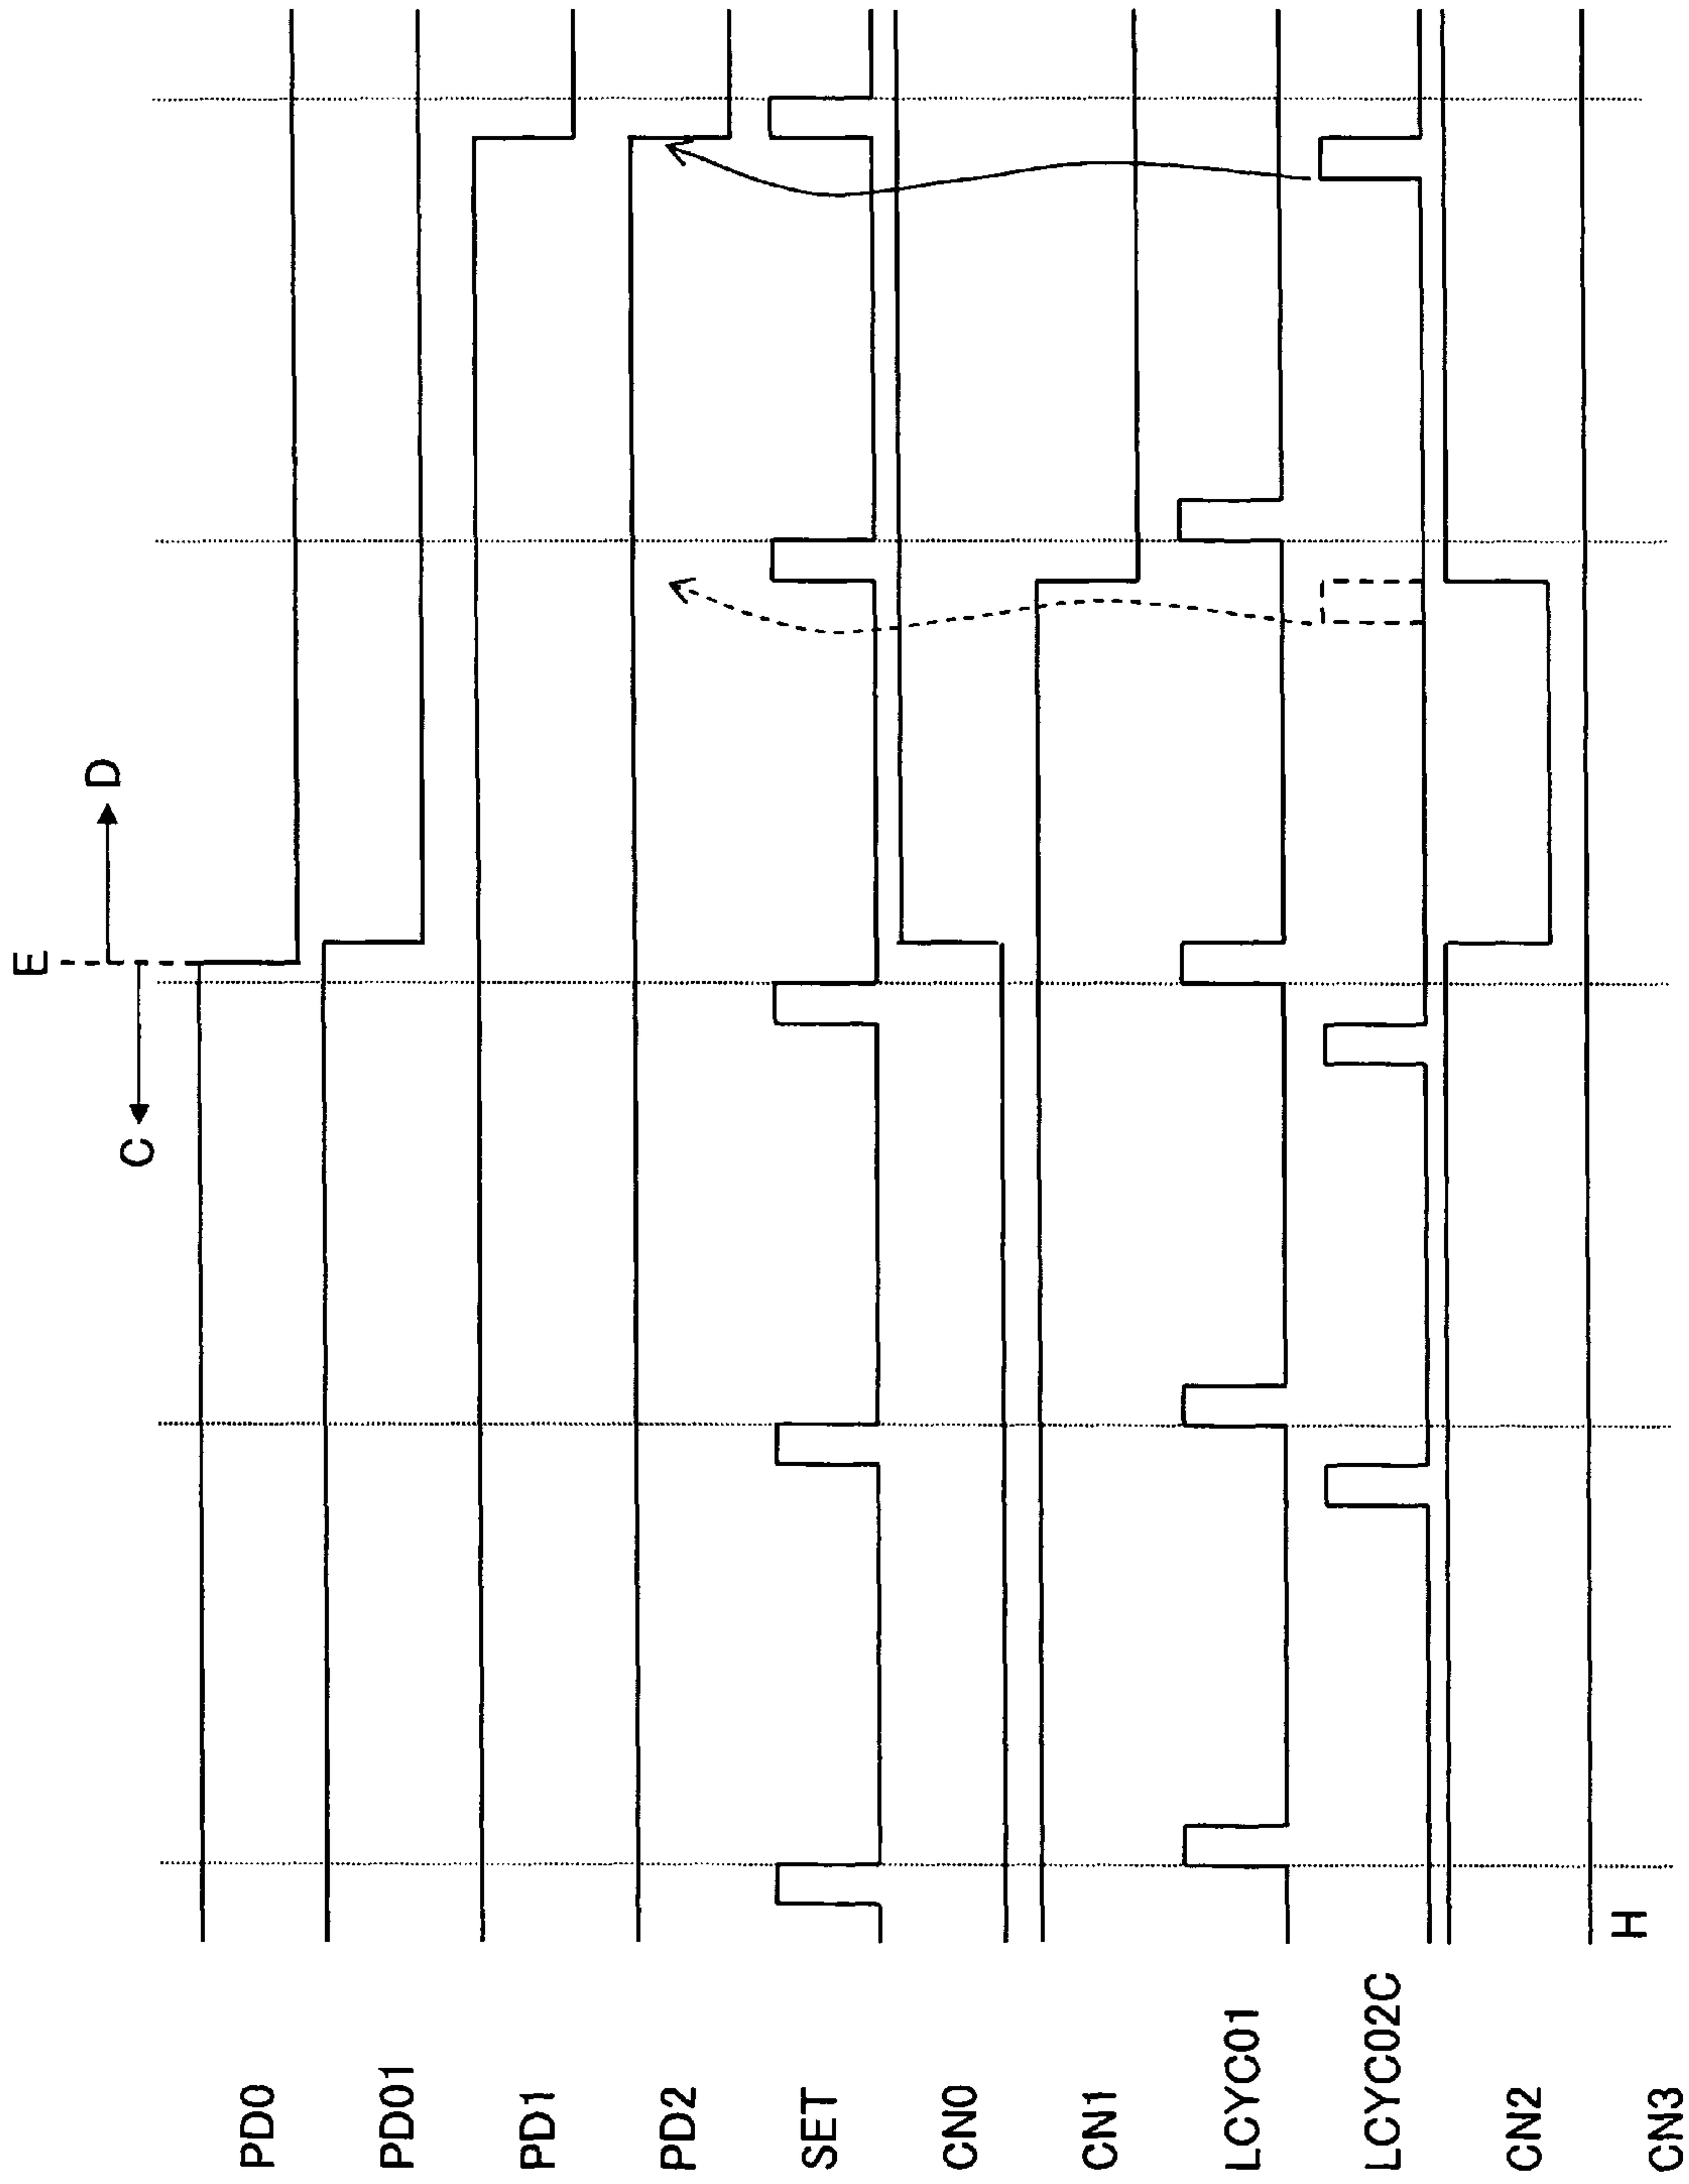 E
C
D
PD0
PD01
PD1
PD2
SET
CN0
CN1
LCYC01
LCYC02C
CN2
CN3
H